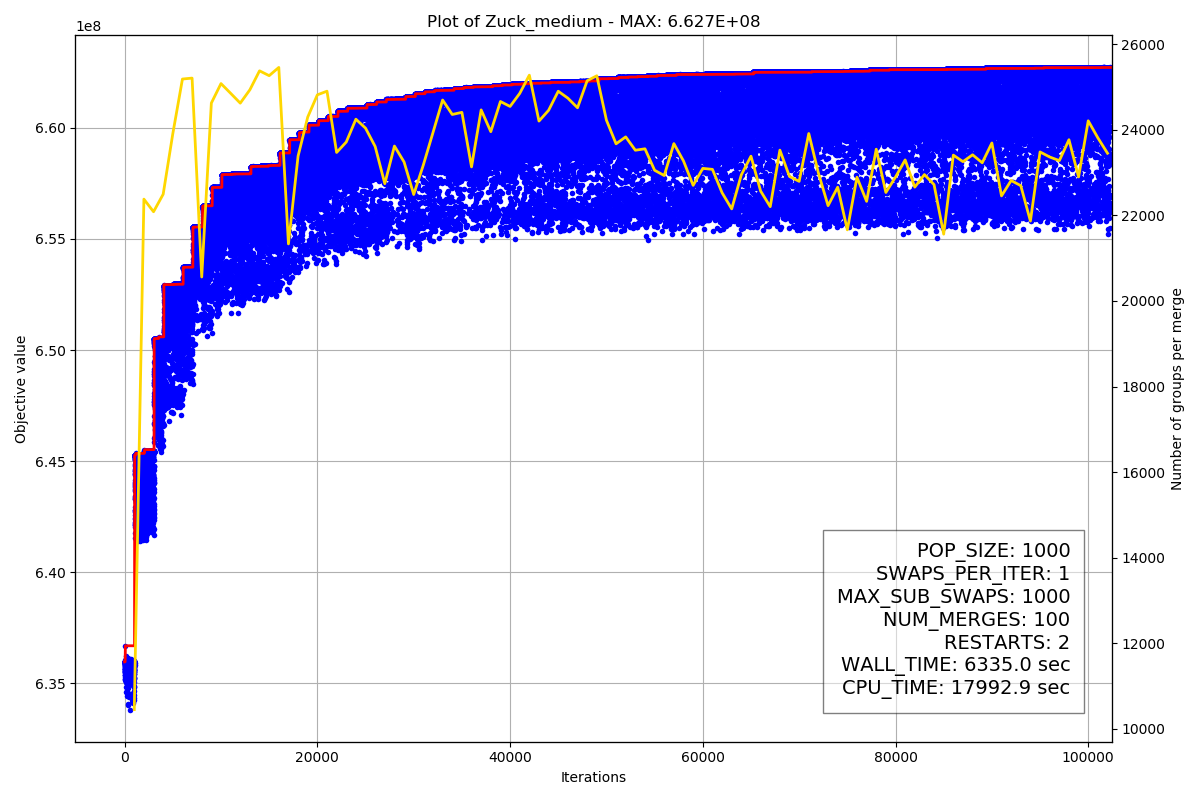 Plot of Zuck_medium - MAX: 6.627E+08
1e8
6.60
6.55
6.50
6.45
6.40
6.35
Objective value
26000
24000
22000
20000
18000
16000
14000
12000
10000
Number of groups per merge
POP_SIZE: 1000
SWAPS_PER_ITER: 1
MAX_SUB_SWAPS: 1000
NUM_MERGES: 100
RESTARTS: 2
WALL_TIME: 6335.0 sec
CPU_TIME: 17992.9 sec
0
20000
40000
60000
80000
100000
Iterations